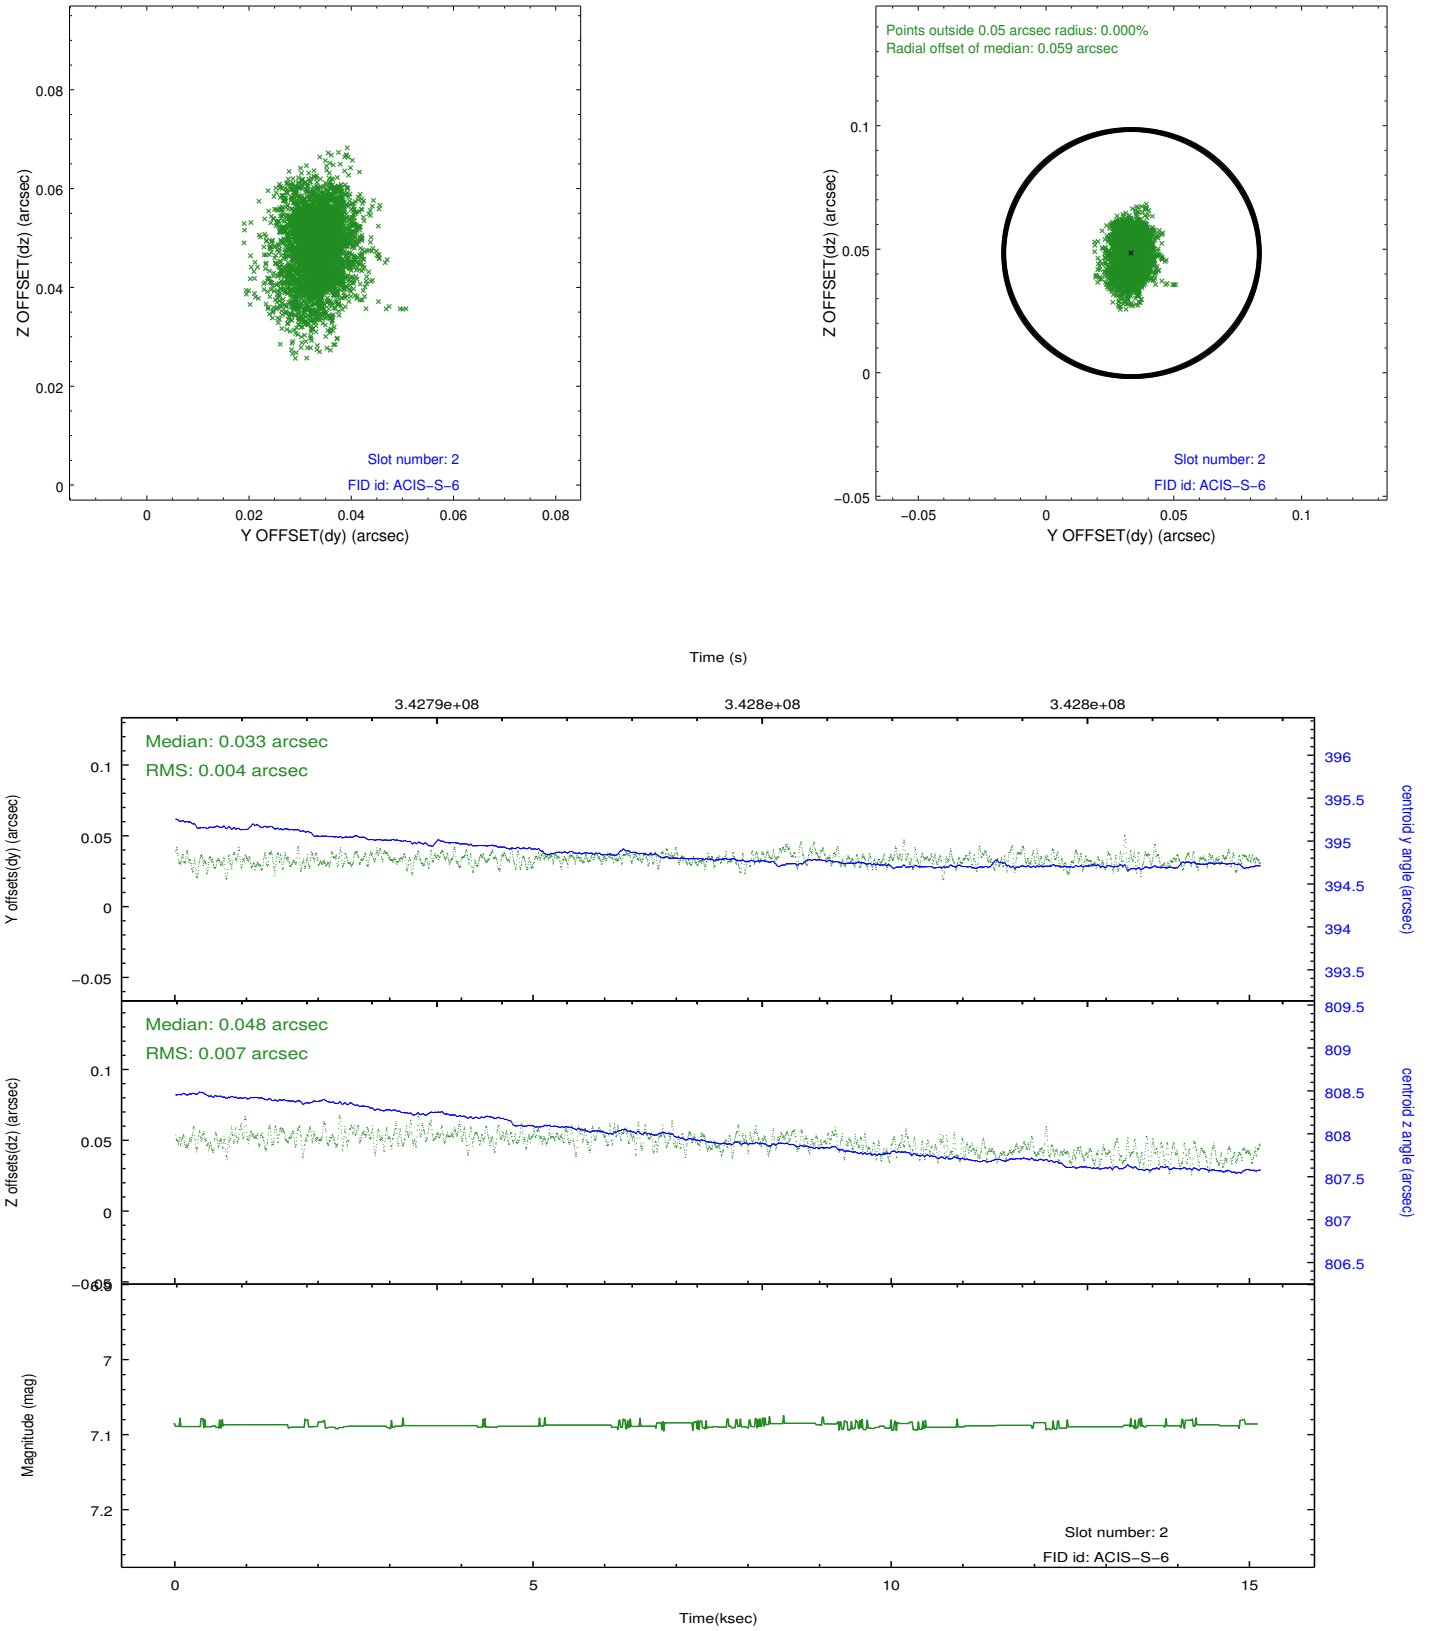 Z OFFSET(dz) (arcsec)
0.08
0.06
0.04
0.02
0
Slot number: 2
FID id: ACIS−S−6
0
0.02
0.04
0.06
0.08
Y OFFSET(dy) (arcsec)
Points outside 0.05 arcsec radius: 0.000%
Radial offset of median: 0.059 arcsec
Z OFFSET(dz) (arcsec)
0.1
0.05
0
−0.05
Slot number: 2
FID id: ACIS−S−6
−0.05
0
0.05
0.1
Y OFFSET(dy) (arcsec)
Time (s)
3.4279e+08
3.428e+08
3.428e+08
Median: 0.033 arcsec
RMS: 0.004 arcsec
Y offsets(dy) (arcsec)
0.1
0.05
0
−0.05
396
395.5
395
394.5
394
393.5
centroid y angle (arcsec)
Median: 0.048 arcsec
RMS: 0.007 arcsec
Z offsets(dz) (arcsec)
0.1
0.05
0
−0.05
809.5
809
808.5
808
807.5
807
806.5
centroid z angle (arcsec)
Magnitude (mag)
6.9
7
7.1
7.2
Slot number: 2
FID id: ACIS−S−6
0
5
10
15
Time(ksec)